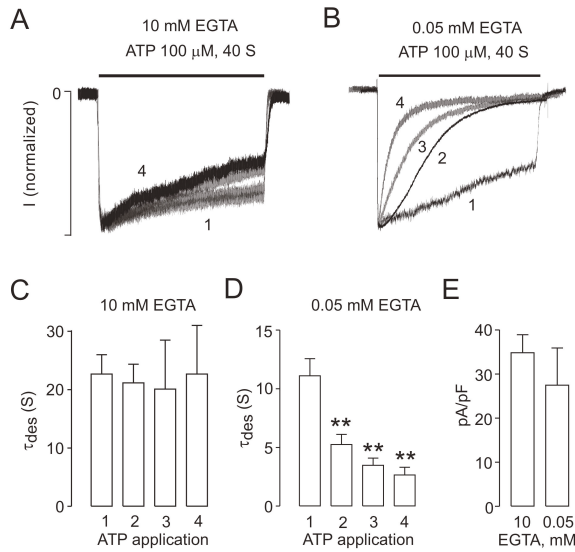 A
10 mM EGTA
ATP 100 µM, 40 S
0
I (normalized)
4
1
B
0.05 mM EGTA
ATP 100 µM, 40 S
4
3
2
1
C
10 mM EGTA
30
20
10
0
τdes (S)
1 2 3 4
ATP application
D
0.05 mM EGTA
15
10
5
0
τdes (S)
** ** **
1 2 3 4
ATP application
E
40
30
20
10
0
pA/pF
10 0.05
EGTA, mM